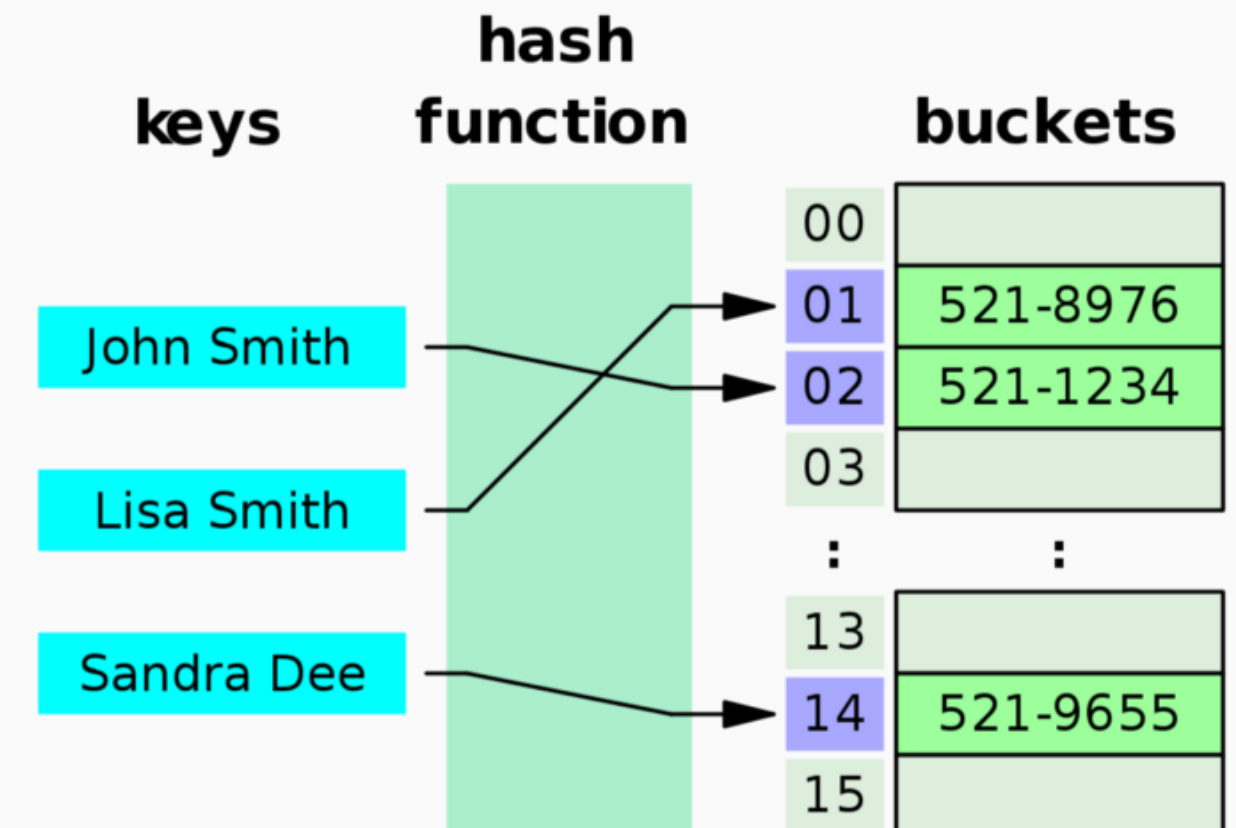 hash
keys function buckets
00
01 521-8976
John Smith
02 521-1234
03
Lisa Smith
: :
13
Sandra Dee
14 521-9655
15